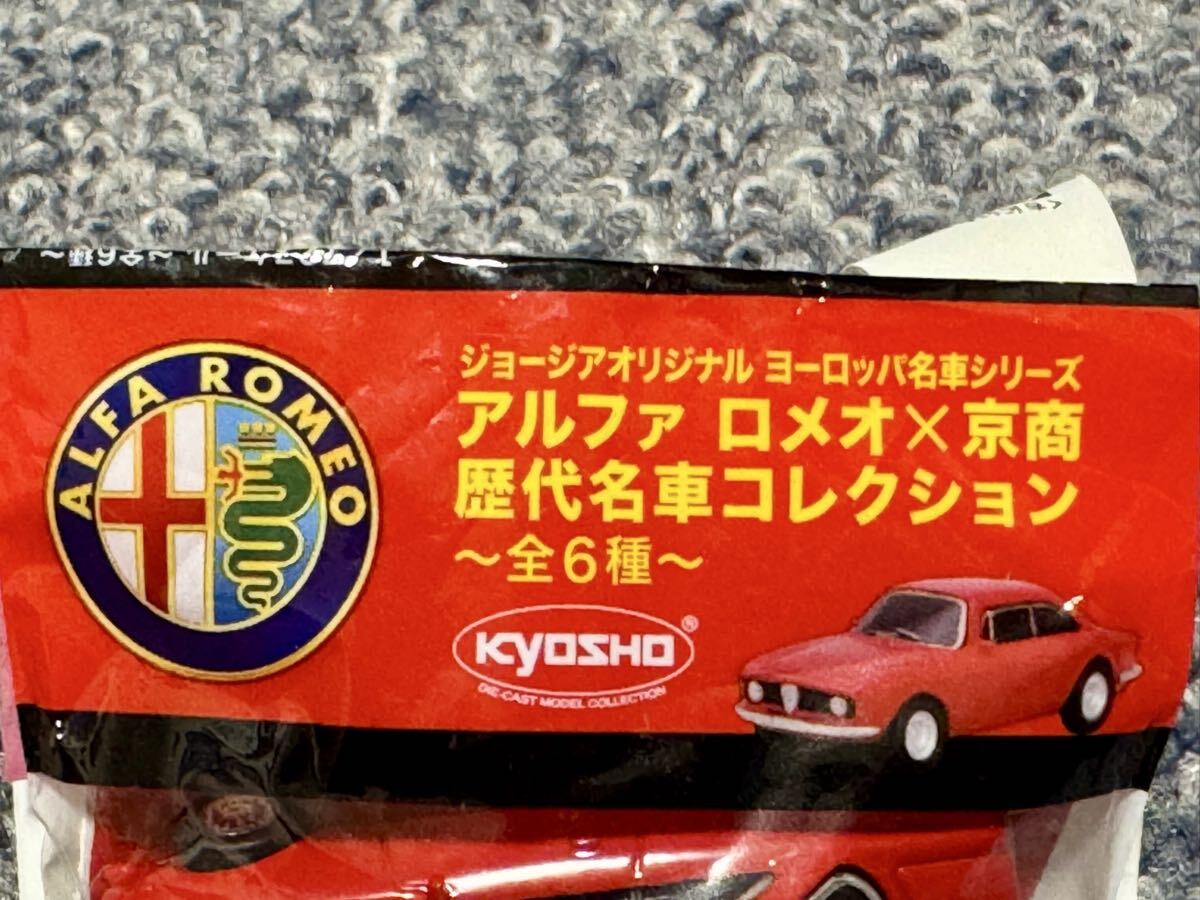 ALFA ROMEO
ジョージアオリジナル ヨーロッパ名車シリーズ
アルファ ロメオ×京商
歴代名車コレクション
～全6種～
KYOSHO®
DIE-CAST MODEL COLLECTION